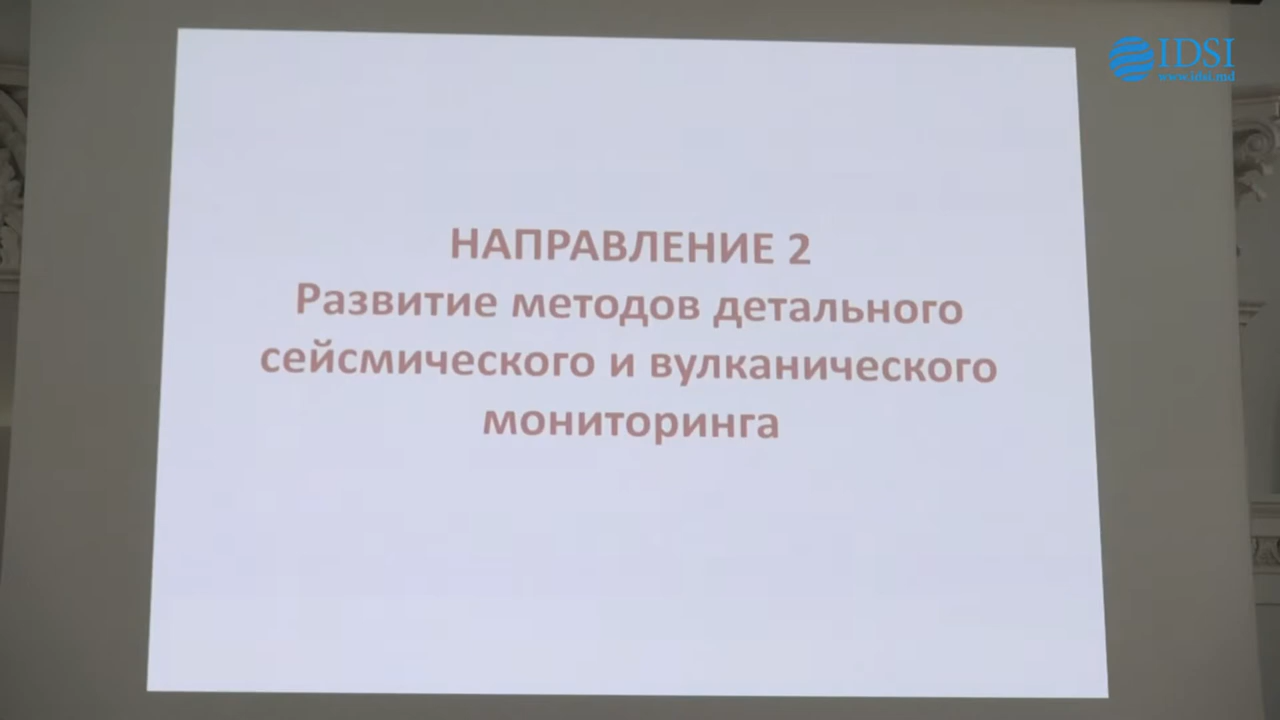 IDSI
www.idsi.md
НАПРАВЛЕНИЕ 2
Развитие методов детального
сейсмического и вулканического
мониторинга